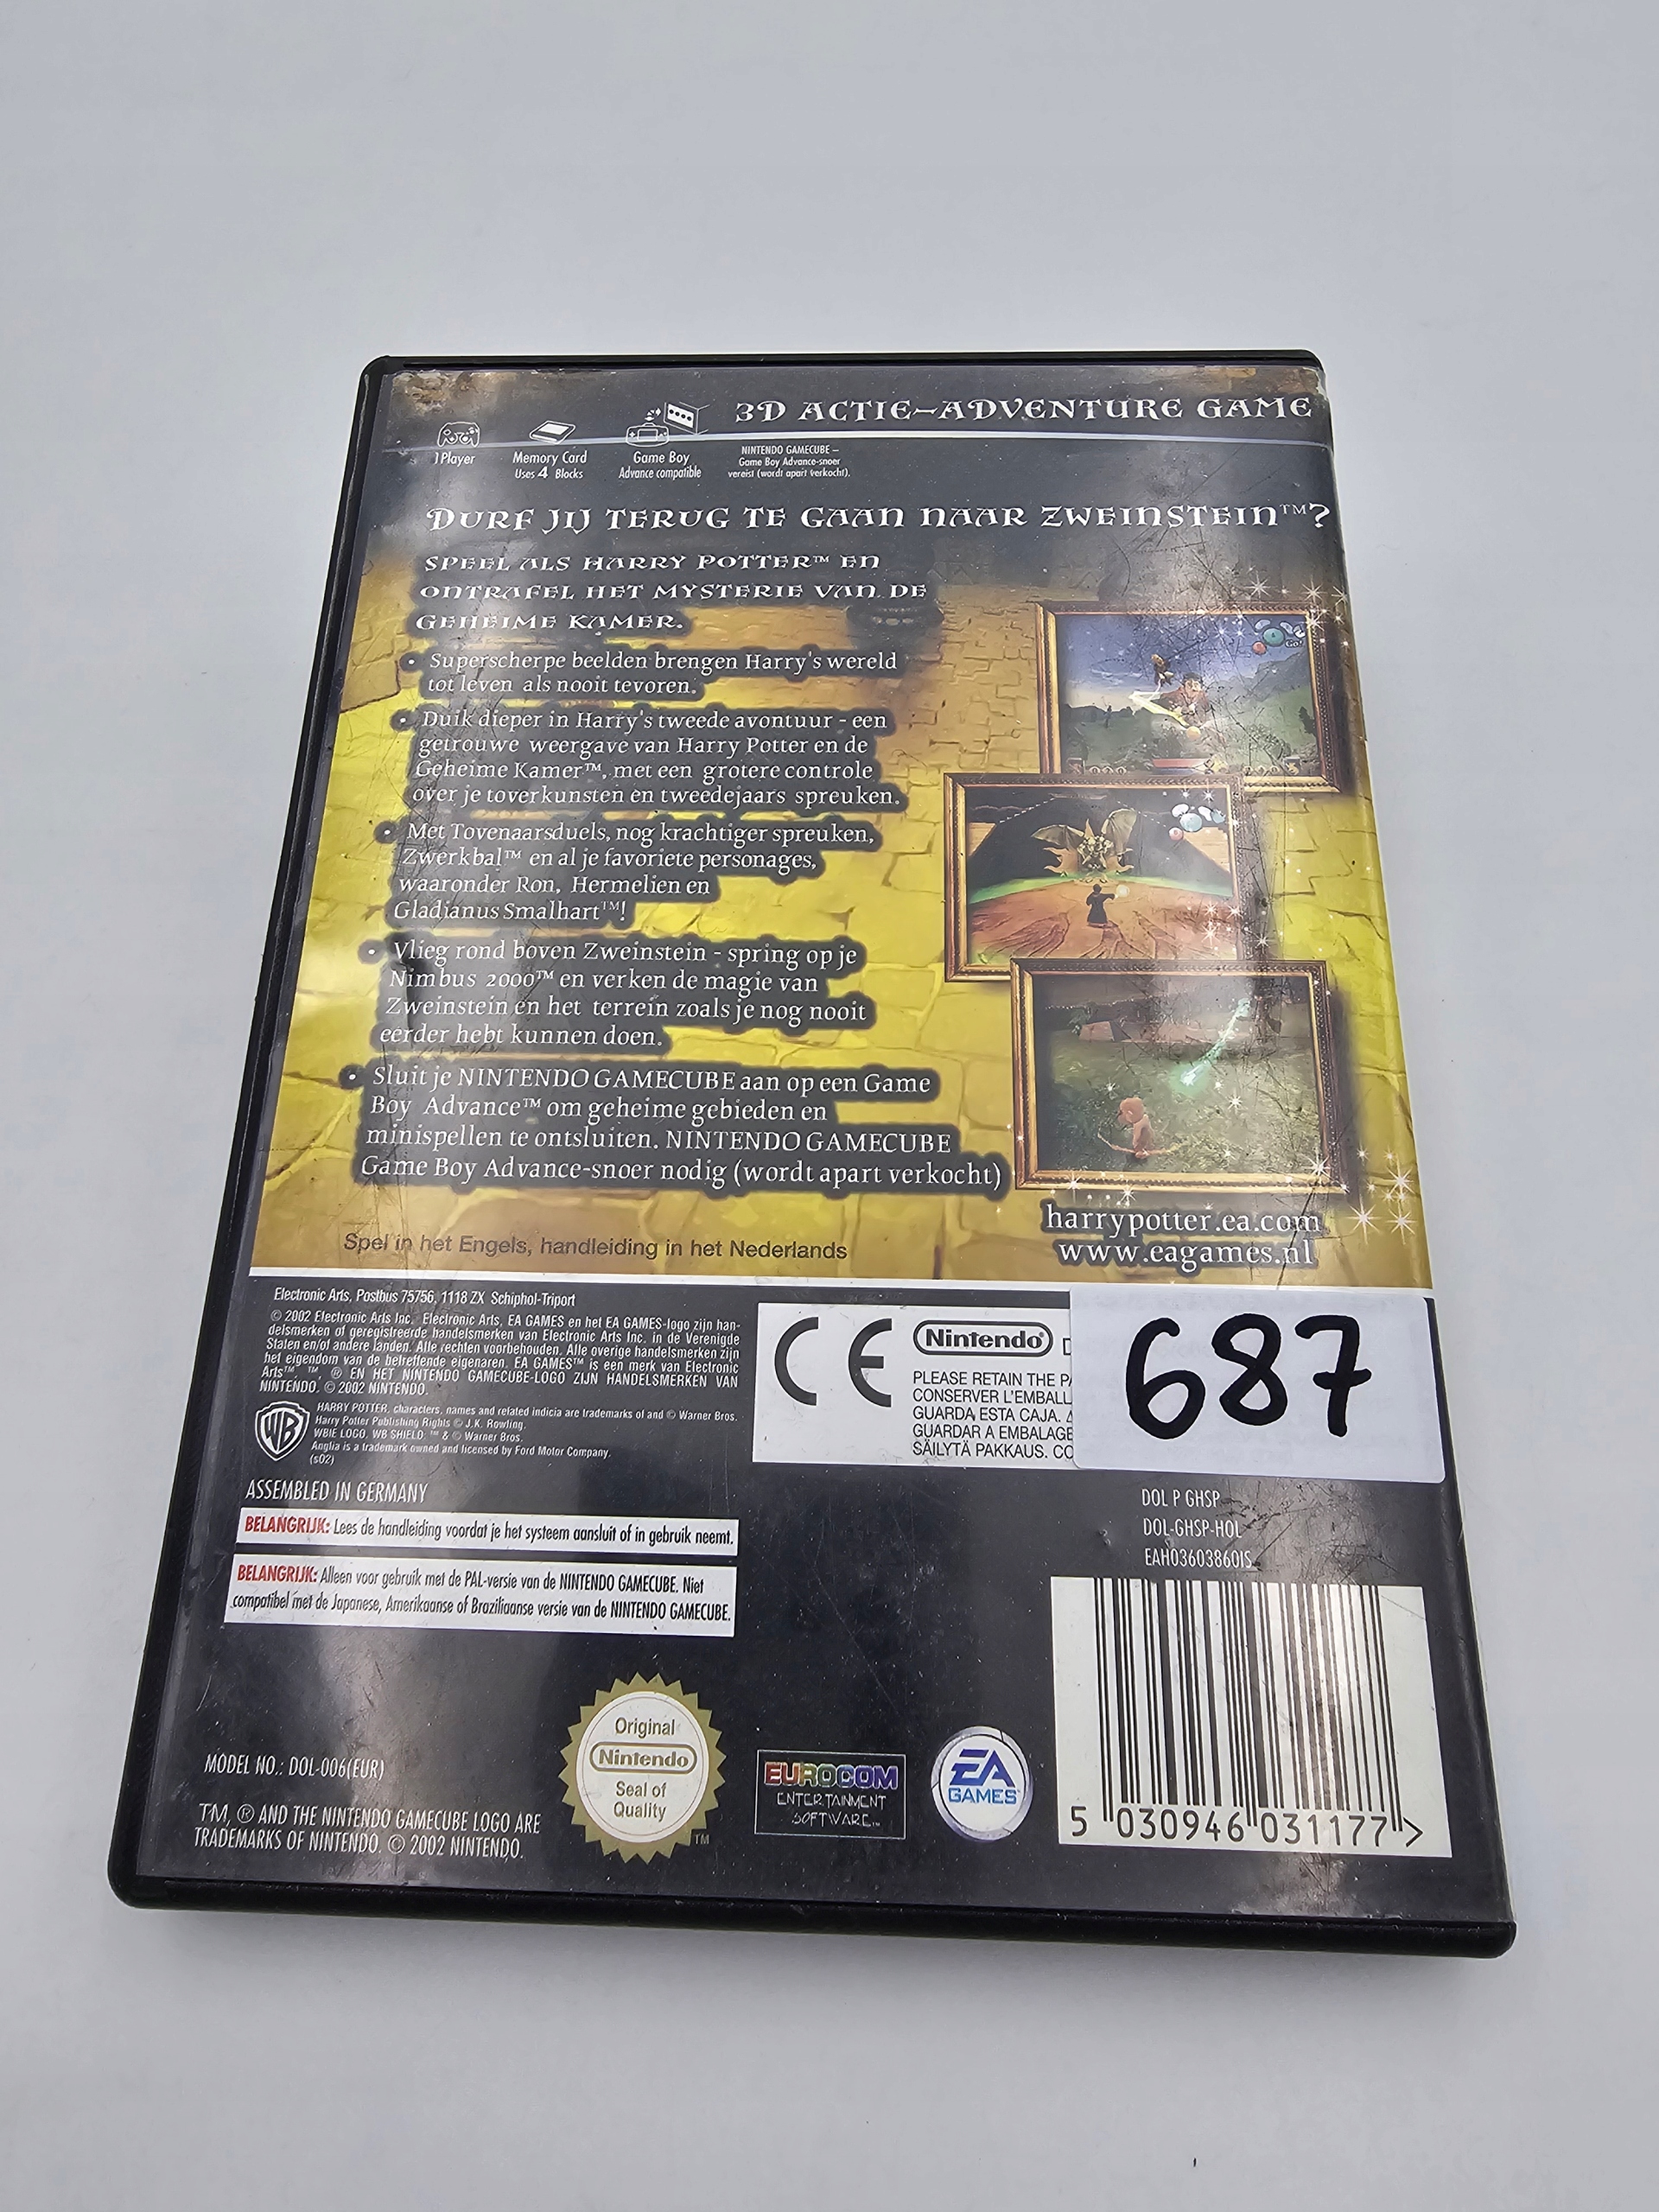 3D ACTIE-ADVENTURE GAME
1 Player
Memory Card
Uses 4 Blocks
Game Boy
Advance compatible
NINTENDO GAMECUBE –
Game Boy Advance-snoer
vereist (wordt apart verkocht).
DURF JIJ TERUG TE GAAN NAAR ZWEINSTEIN™?
SPEEL ALS HARRY POTTER™ EN
ONTRAFEL HET MYSTERIE VAN DE
GEHEIME KAMER.
• Superscherpe beelden brengen Harry's wereld
tot leven als nooit tevoren.
• Duik dieper in Harry's tweede avontuur - een
getrouwe weergave van Harry Potter en de
Geheime Kamer™, met een grotere controle
over je toverkunsten en tweedejaars spreuken.
• Met Tovenaarsduels, nog krachtiger spreuken,
Zwerkbal™ en al je favoriete personages,
waaronder Ron, Hermelien en
Gladianus Smalhart™!
• Vlieg rond boven Zweinstein - spring op je
Nimbus 2000™ en verken de magie van
Zweinstein en het terrein zoals je nog nooit
eerder hebt kunnen doen.
• Sluit je NINTENDO GAMECUBE aan op een Game
Boy Advance™ om geheime gebieden en
minispellen te ontsluiten. NINTENDO GAMECUBE
Game Boy Advance-snoer nodig (wordt apart verkocht)
harrypotter.ea.com
www.eagames.nl
Spel in het Engels, handleiding in het Nederlands
Electronic Arts, Postbus 75756, 1118 ZX Schiphol-Triport
© 2002 Electronic Arts Inc. Electronic Arts, EA GAMES en het EA GAMES-logo zijn han-
delsmerken of geregistreerde handelsmerken van Electronic Arts Inc. in de Verenigde
Staten en/of andere landen. Alle rechten voorbehouden. Alle overige handelsmerken zijn
het eigendom van de betreffende eigenaren. EA GAMES™ is een merk van Electronic
Arts™. ™, ® EN HET NINTENDO GAMECUBE-LOGO ZIJN HANDELSMERKEN VAN
NINTENDO. © 2002 NINTENDO.
WB
HARRY POTTER, characters, names and related indicia are trademarks of and © Warner Bros.
Harry Potter Publishing Rights © J.K. Rowling.
WBIE LOGO, WB SHIELD: ™ & © Warner Bros.
Anglia is a trademark owned and licensed by Ford Motor Company.
(s02)
CE
Nintendo
PLEASE RETAIN THE PA
CONSERVER L'EMBALL
GUARDA ESTA CAJA.
GUARDAR A EMBALAGE
SÄILYTÄ PAKKAUS. CO
687
ASSEMBLED IN GERMANY
BELANGRIJK: Lees de handleiding voordat je het systeem aansluit of in gebruik neemt.
BELANGRIJK: Alleen voor gebruik met de PAL-versie van de NINTENDO GAMECUBE. Niet
compatibel met de Japanese, Amerikaanse of Braziliaanse versie van de NINTENDO GAMECUBE.
DOL P GHSP
DOL-GHSP-HOL
EAH03603860IS
MODEL NO.: DOL-006(EUR)
TM, ® AND THE NINTENDO GAMECUBE LOGO ARE
TRADEMARKS OF NINTENDO. © 2002 NINTENDO.
Original
Nintendo
Seal of
Quality
TM
EUROCOM
ENTERTAINMENT
SOFTWARE™
EA
GAMES™
5 030946 031177 >